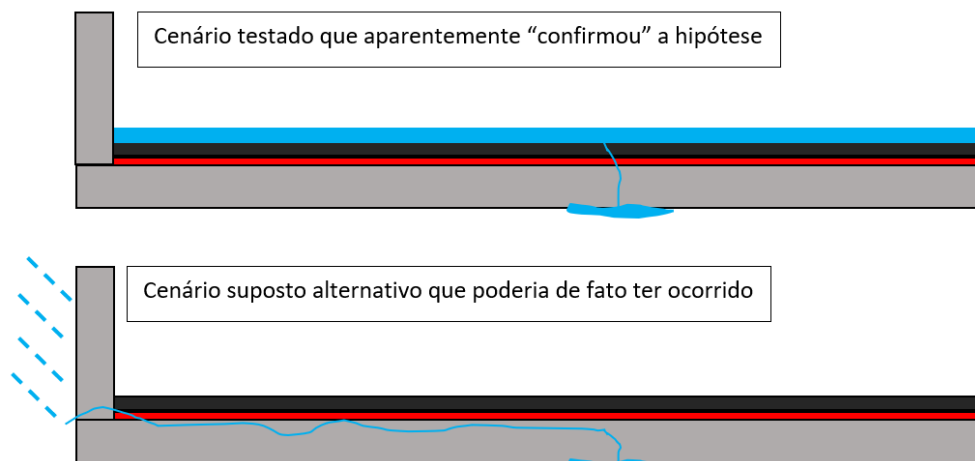 Cenário testado que aparentemente “confirmou” a hipótese
Cenário suposto alternativo que poderia de fato ter ocorrido